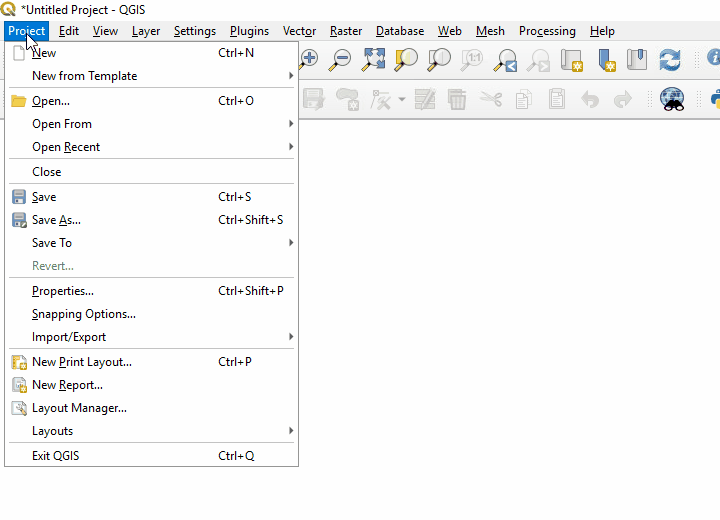 *Untitled Project - QGIS
Project Edit View Layer Settings Plugins Vector Raster Database Web Mesh Processing Help
New Ctrl+N
New from Template
Open... Ctrl+O
Open From
Open Recent
Close
Save Ctrl+S
Save As... Ctrl+Shift+S
Save To
Revert...
Properties... Ctrl+Shift+P
Snapping Options...
Import/Export
New Print Layout... Ctrl+P
New Report...
Layout Manager...
Layouts
Exit QGIS Ctrl+Q